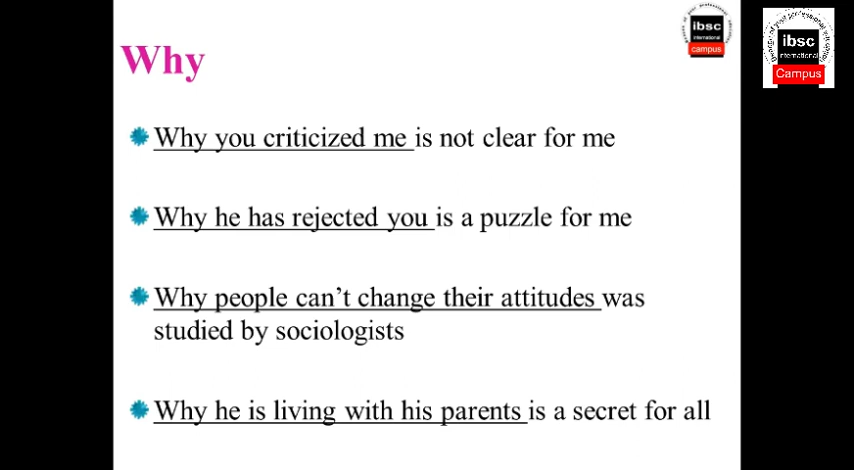 ibsc
international
campus
ibsc
international
Campus
Why
Why you criticized me is not clear for me
Why he has rejected you is a puzzle for me
Why people can't change their attitudes was
studied by sociologists
Why he is living with his parents is a secret for all